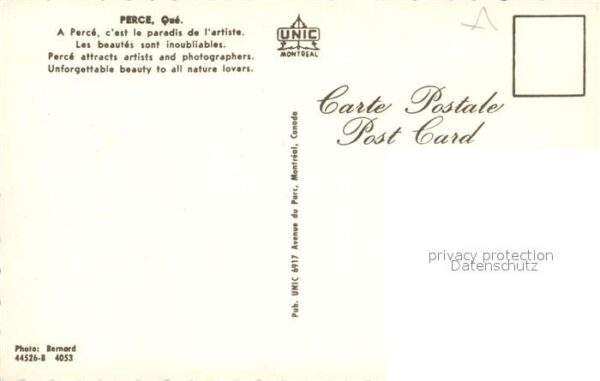 PERCE, Qué.
A Percé, c'est le paradis de l'artiste.
Les beautés sont inoubliables.
Percé attracts artists and photographers.
Unforgettable beauty to all nature lovers.
UNIC
MONTREAL
Carte Postale
Post Card
Pub. UNIC 6917 Avenue du Parc, Montréal, Canada
privacy protection
Datenschutz
Photo: Bernard
44526-B 4053